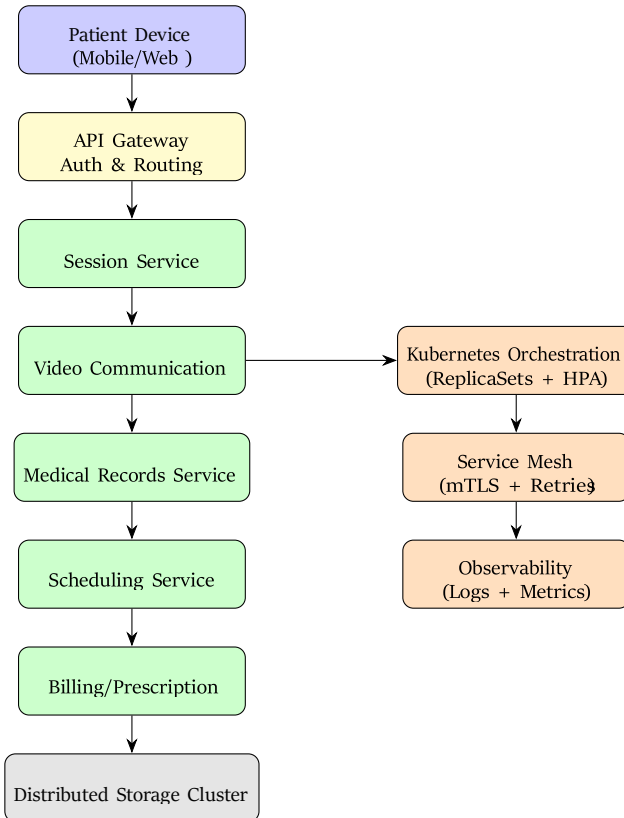 Patient Device
(Mobile/Web )
API Gateway
Auth & Routing
Session Service
Video Communication
Kubernetes Orchestration
(ReplicaSets + HPA)
Medical Records Service
Service Mesh
(mTLS + Retries)
Scheduling Service
Observability
(Logs + Metrics)
Billing/Prescription
Distributed Storage Cluster